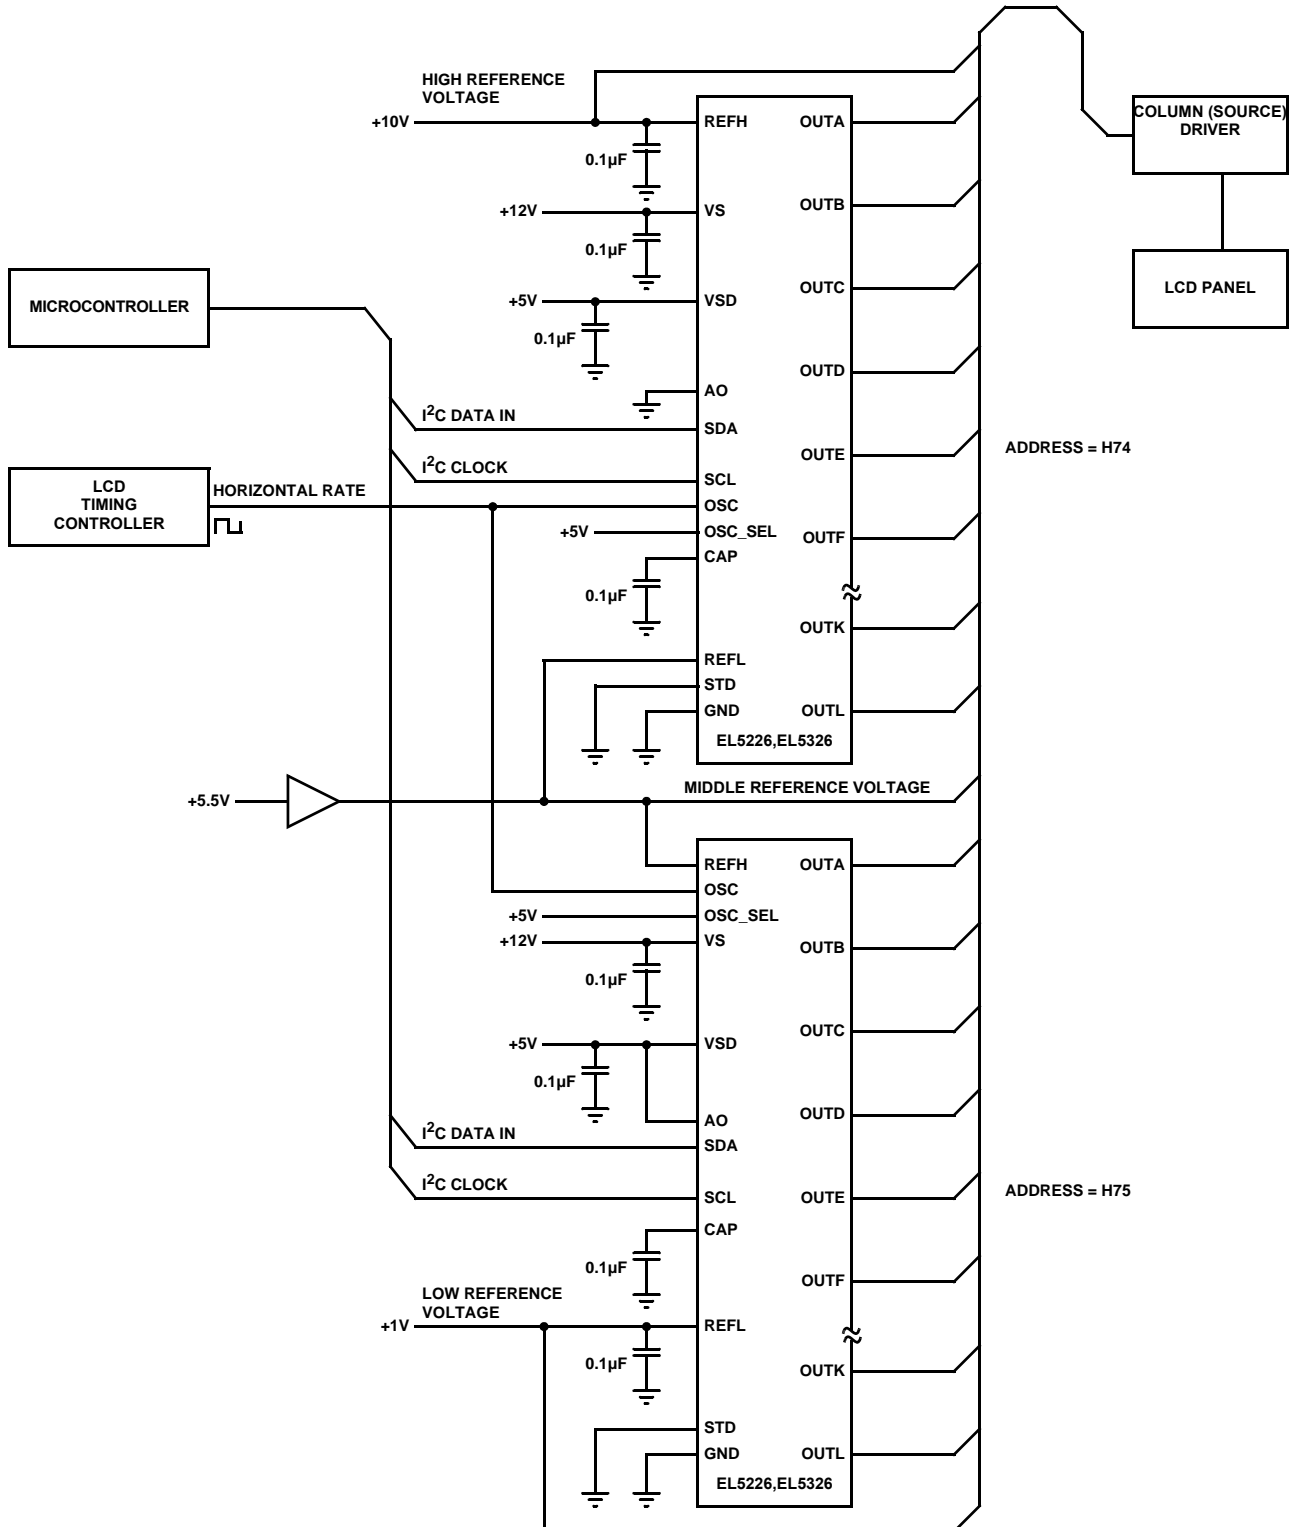 HIGH REFERENCE
VOLTAGE
+10V
REFH
OUTA
COLUMN (SOURCE)
DRIVER
0.1µF
+12V
VS
OUTB
0.1µF
MICROCONTROLLER
+5V
VSD
OUTC
LCD PANEL
0.1µF
OUTD
AO
I²C DATA IN
SDA
OUTE
ADDRESS = H74
I²C CLOCK
SCL
LCD
TIMING
CONTROLLER
HORIZONTAL RATE
OSC
+5V
OSC_SEL
OUTF
CAP
0.1µF
OUTK
REFL
STD
GND
OUTL
EL5226,EL5326
+5.5V
MIDDLE REFERENCE VOLTAGE
REFH
OUTA
OSC
+5V
OSC_SEL
+12V
VS
OUTB
0.1µF
OUTC
+5V
VSD
0.1µF
OUTD
AO
I²C DATA IN
SDA
I²C CLOCK
SCL
OUTE
ADDRESS = H75
CAP
0.1µF
OUTF
LOW REFERENCE
VOLTAGE
+1V
REFL
0.1µF
OUTK
STD
GND
OUTL
EL5226,EL5326